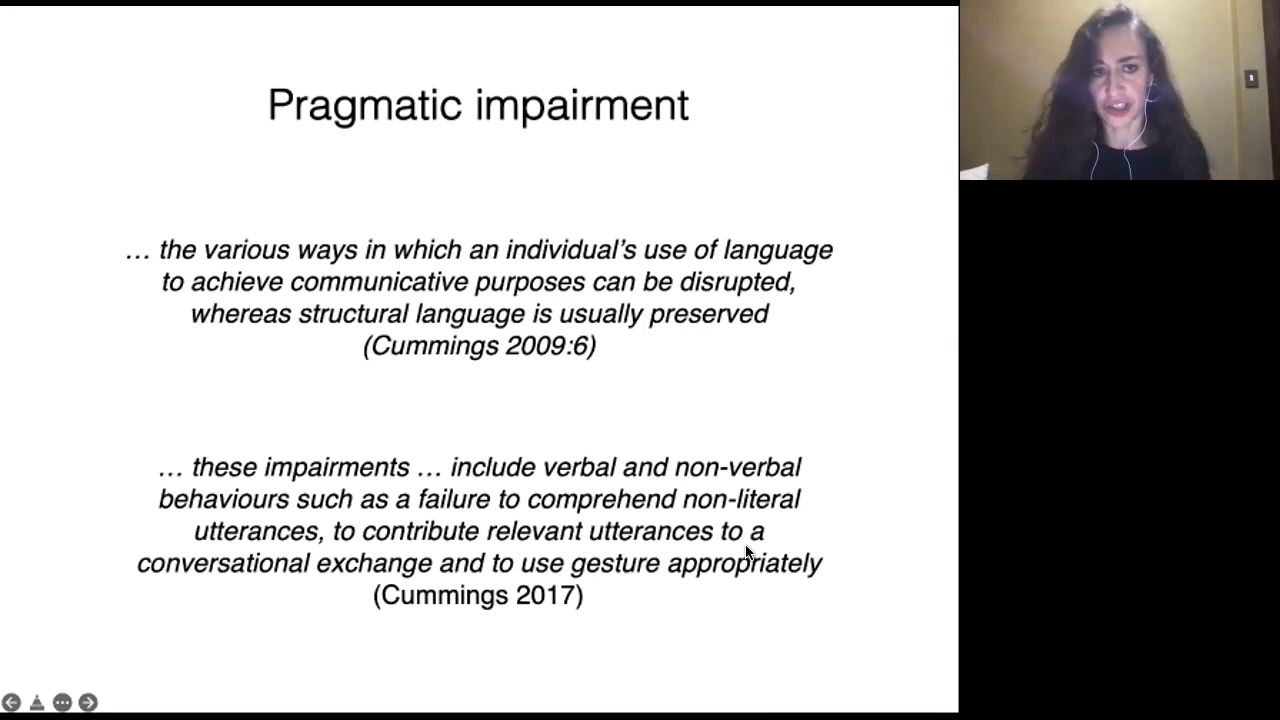 Pragmatic impairment
… the various ways in which an individual’s use of language
to achieve communicative purposes can be disrupted,
whereas structural language is usually preserved
(Cummings 2009:6)
… these impairments … include verbal and non-verbal
behaviours such as a failure to comprehend non-literal
utterances, to contribute relevant utterances to a
conversational exchange and to use gesture appropriately
(Cummings 2017)